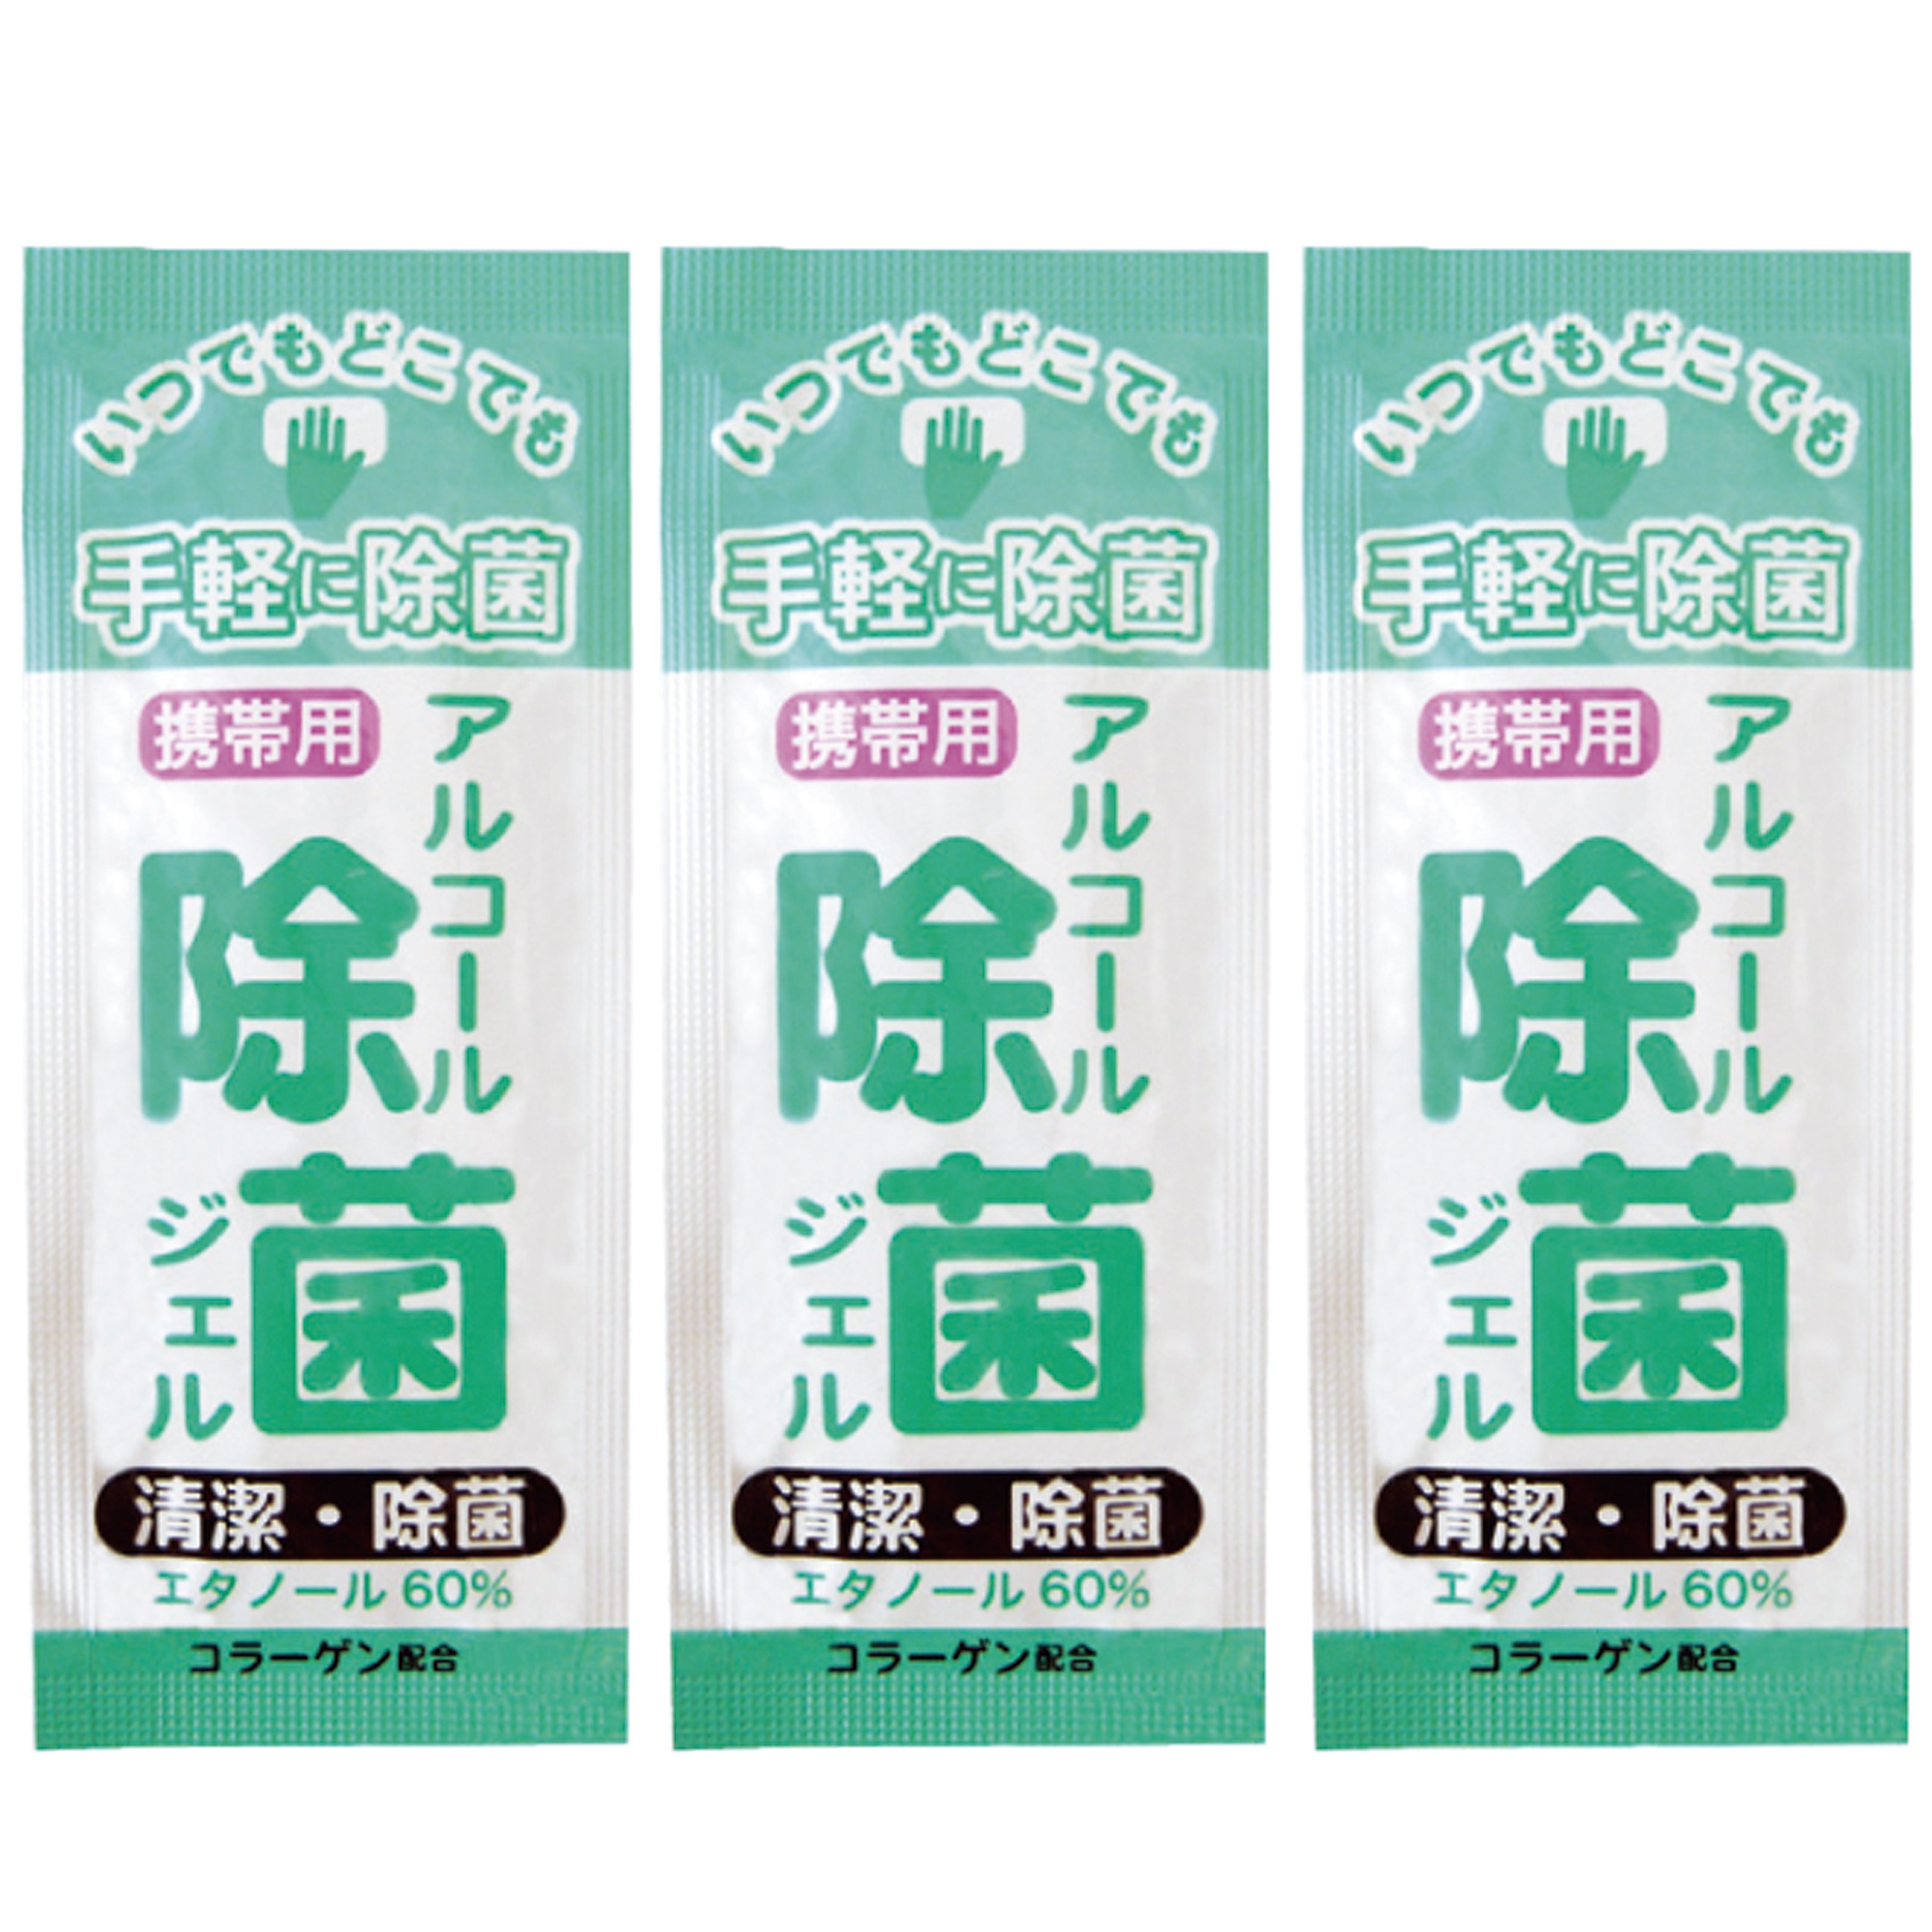 いつでもどこでも
手軽に除菌
携帯用
アルコール
除菌
ジェル
清潔・除菌
エタノール 60%
コラーゲン配合
いつでもどこでも
手軽に除菌
携帯用
アルコール
除菌
ジェル
清潔・除菌
エタノール 60%
コラーゲン配合
いつでもどこでも
手軽に除菌
携帯用
アルコール
除菌
ジェル
清潔・除菌
エタノール 60%
コラーゲン配合